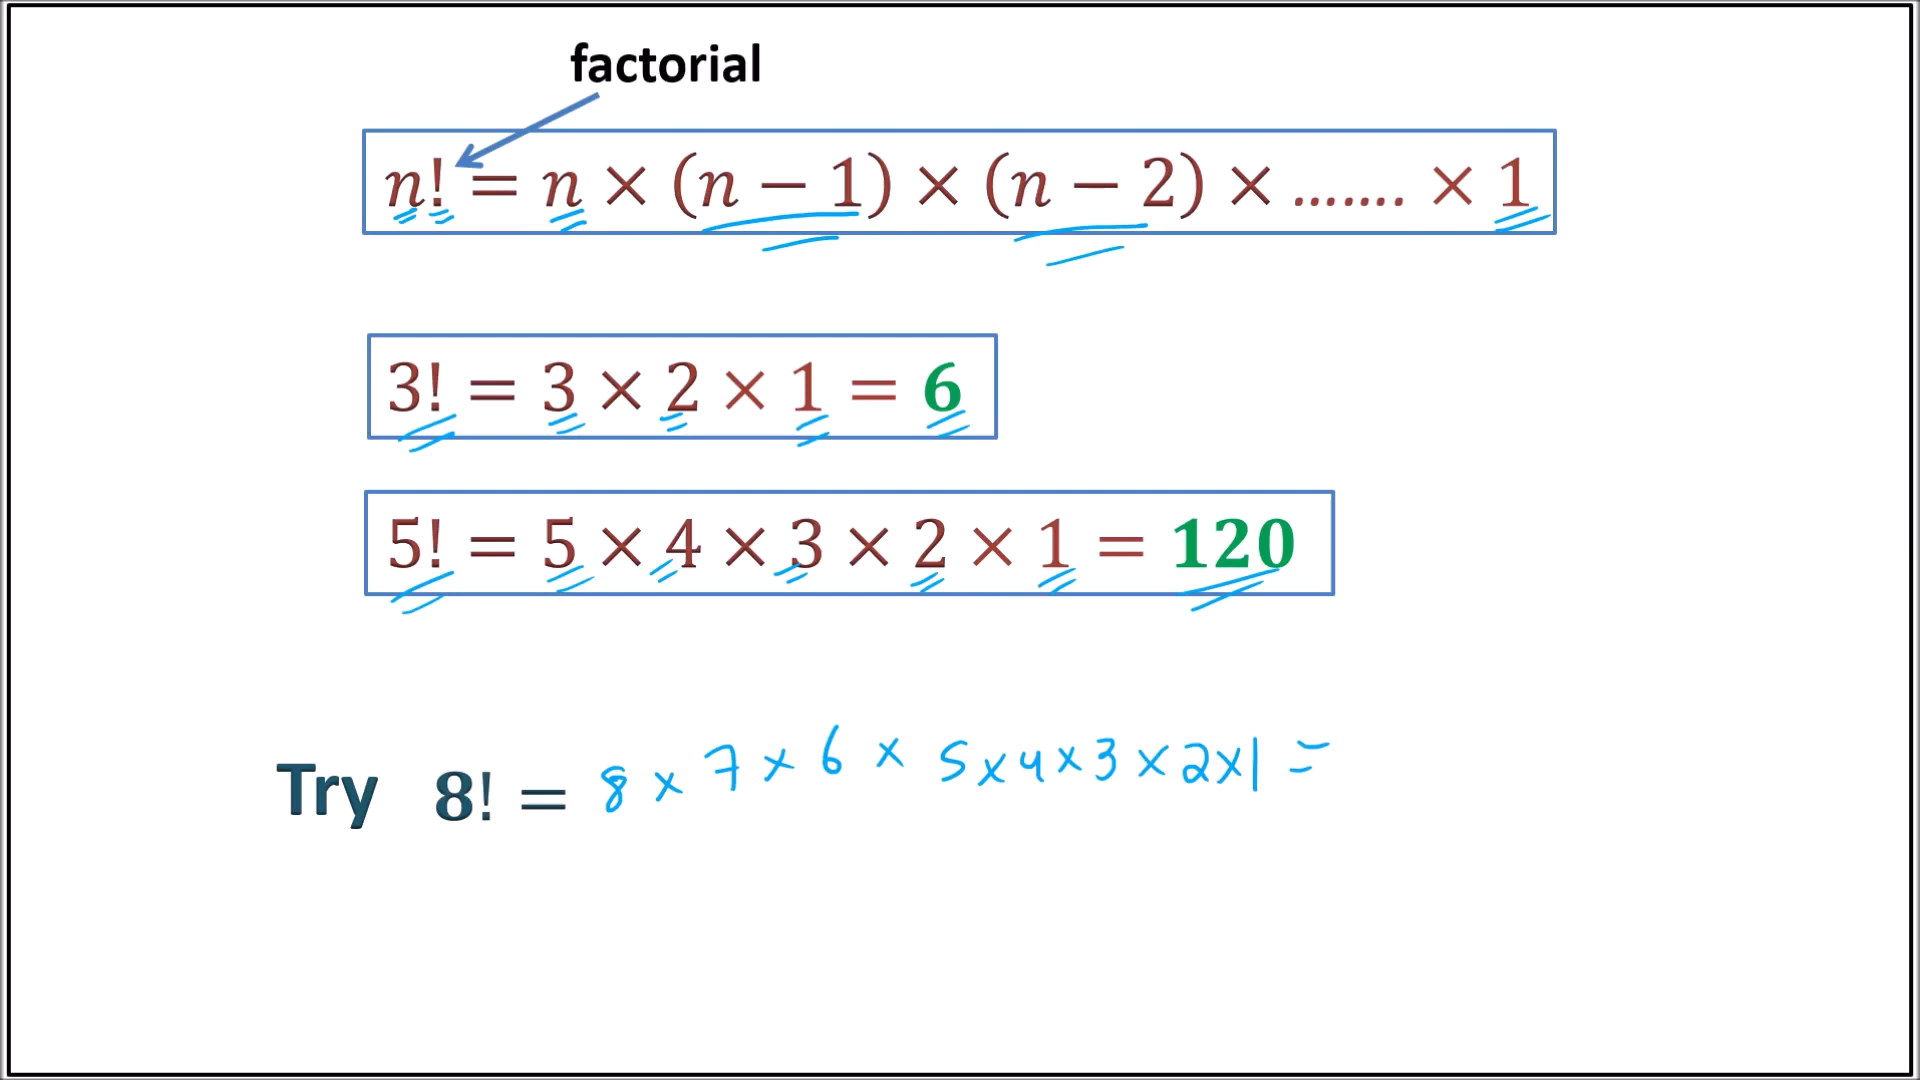 factorial
n! = n × (n − 1) × (n − 2) × ....... × 1
3! = 3 × 2 × 1 = 6
5! = 5 × 4 × 3 × 2 × 1 = 120
Try 8! = 8 × 7 × 6 × 5 × 4 × 3 × 2 × 1 =